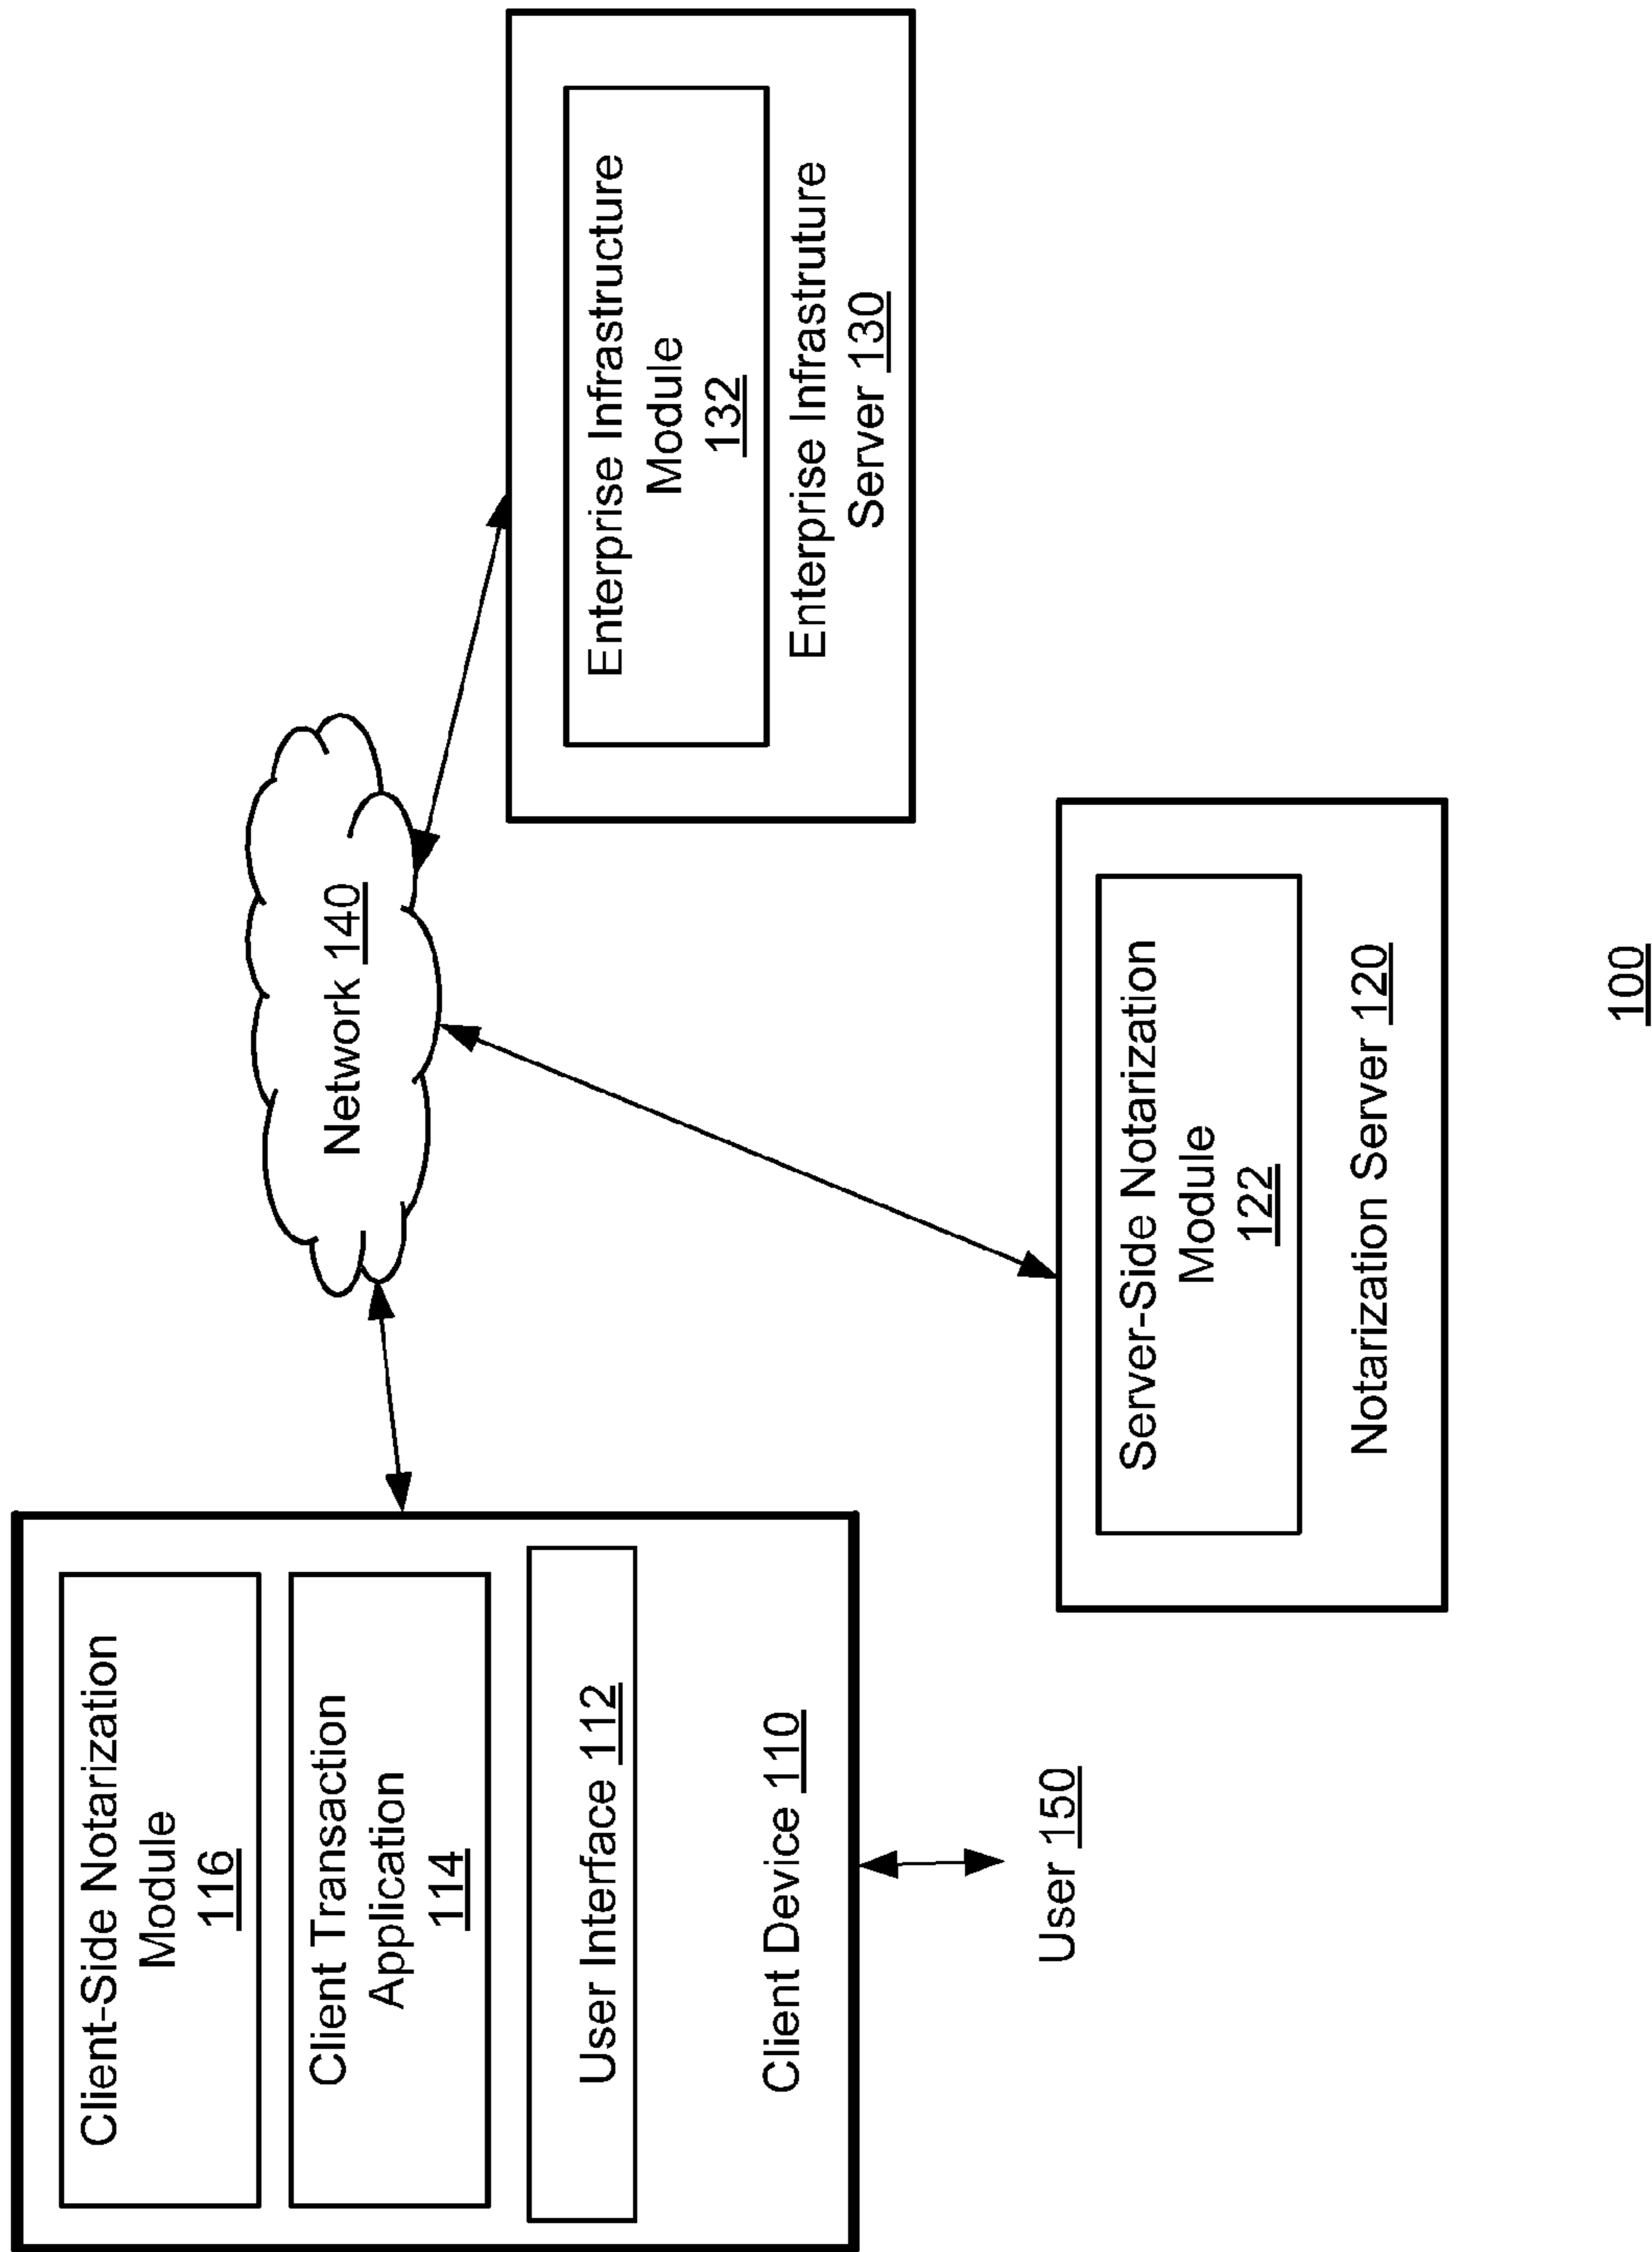 Client-Side Notarization
Module
116
Client Transaction
Application
114
User Interface 112
Client Device 110
User 150
Network 140
Server-Side Notarization
Module
122
Notarization Server 120
Enterprise Infrastructure
Module
132
Enterprise Infrastruture
Server 130
100